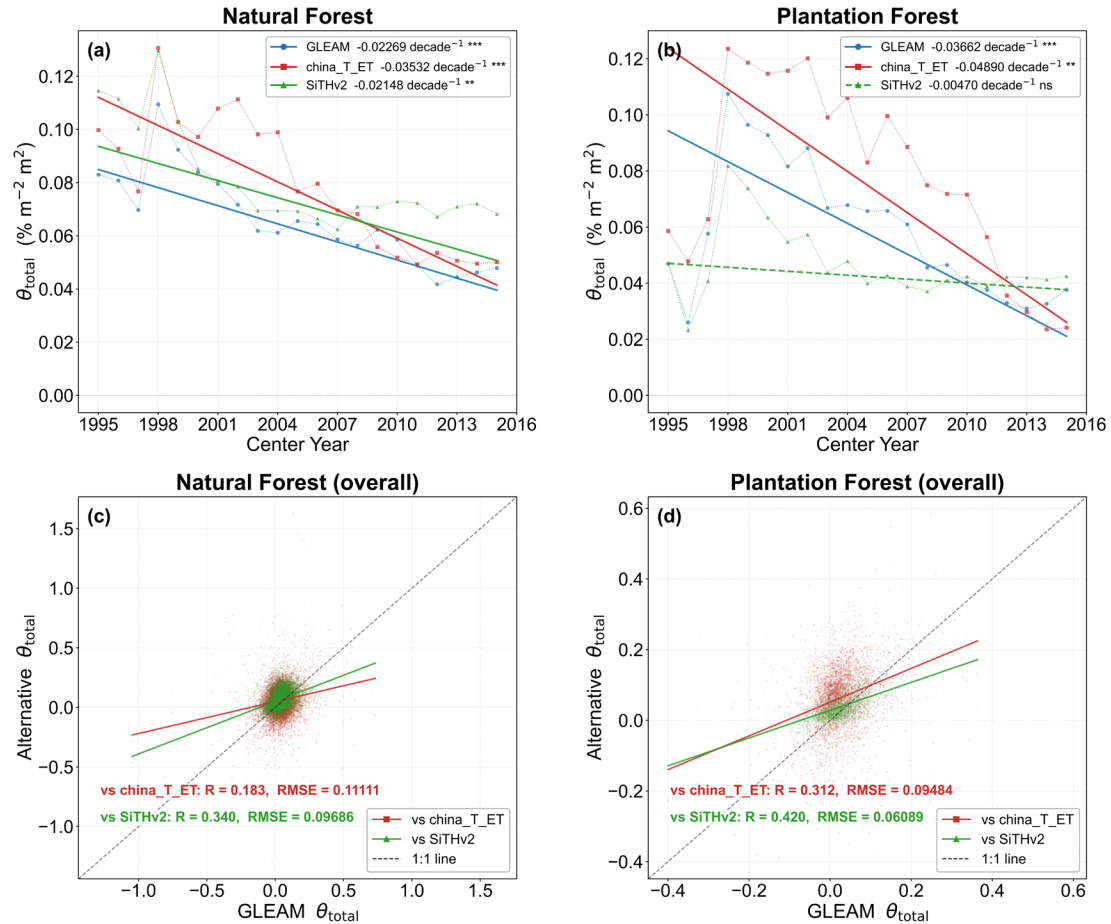 Natural Forest
(a)
GLEAM -0.02269 decade⁻¹ ***
china_T_ET -0.03532 decade⁻¹ ***
SiTHv2 -0.02148 decade⁻¹ **
θtotal (% m⁻² m²)
0.12
0.10
0.08
0.06
0.04
0.02
0.00
1995 1998 2001 2004 2007 2010 2013 2016
Center Year
Plantation Forest
(b)
GLEAM -0.03662 decade⁻¹ ***
china_T_ET -0.04890 decade⁻¹ **
SiTHv2 -0.00470 decade⁻¹ ns
θtotal (% m⁻² m²)
0.12
0.10
0.08
0.06
0.04
0.02
0.00
1995 1998 2001 2004 2007 2010 2013 2016
Center Year
Natural Forest (overall)
(c)
Alternative θtotal
1.5
1.0
0.5
0.0
−0.5
−1.0
vs china_T_ET: R = 0.183, RMSE = 0.11111
vs SiTHv2: R = 0.340, RMSE = 0.09686
vs china_T_ET
vs SiTHv2
1:1 line
−1.0 −0.5 0.0 0.5 1.0 1.5
GLEAM θtotal
Plantation Forest (overall)
(d)
Alternative θtotal
0.6
0.4
0.2
0.0
−0.2
−0.4
vs china_T_ET: R = 0.312, RMSE = 0.09484
vs SiTHv2: R = 0.420, RMSE = 0.06089
vs china_T_ET
vs SiTHv2
1:1 line
−0.4 −0.2 0.0 0.2 0.4 0.6
GLEAM θtotal